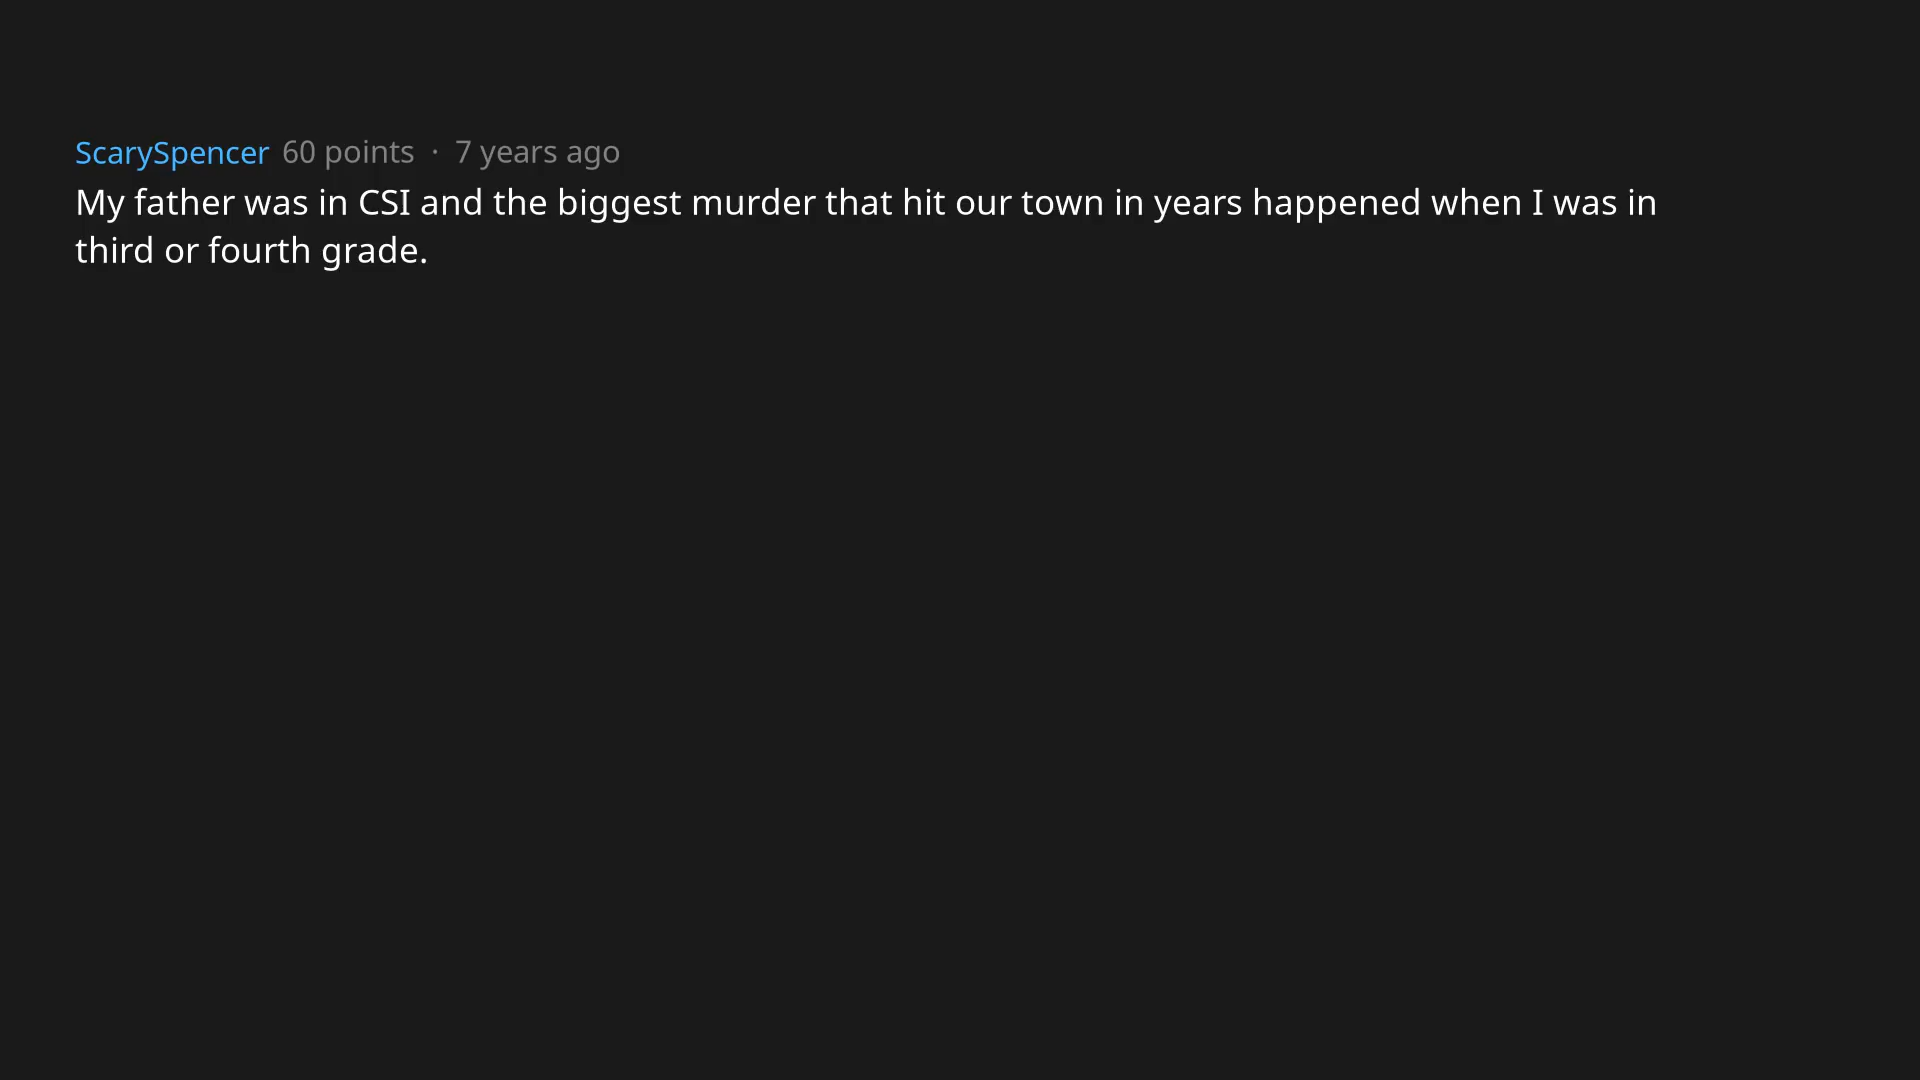 ScarySpencer 60 points · 7 years ago
My father was in CSI and the biggest murder that hit our town in years happened when I was in
third or fourth grade.